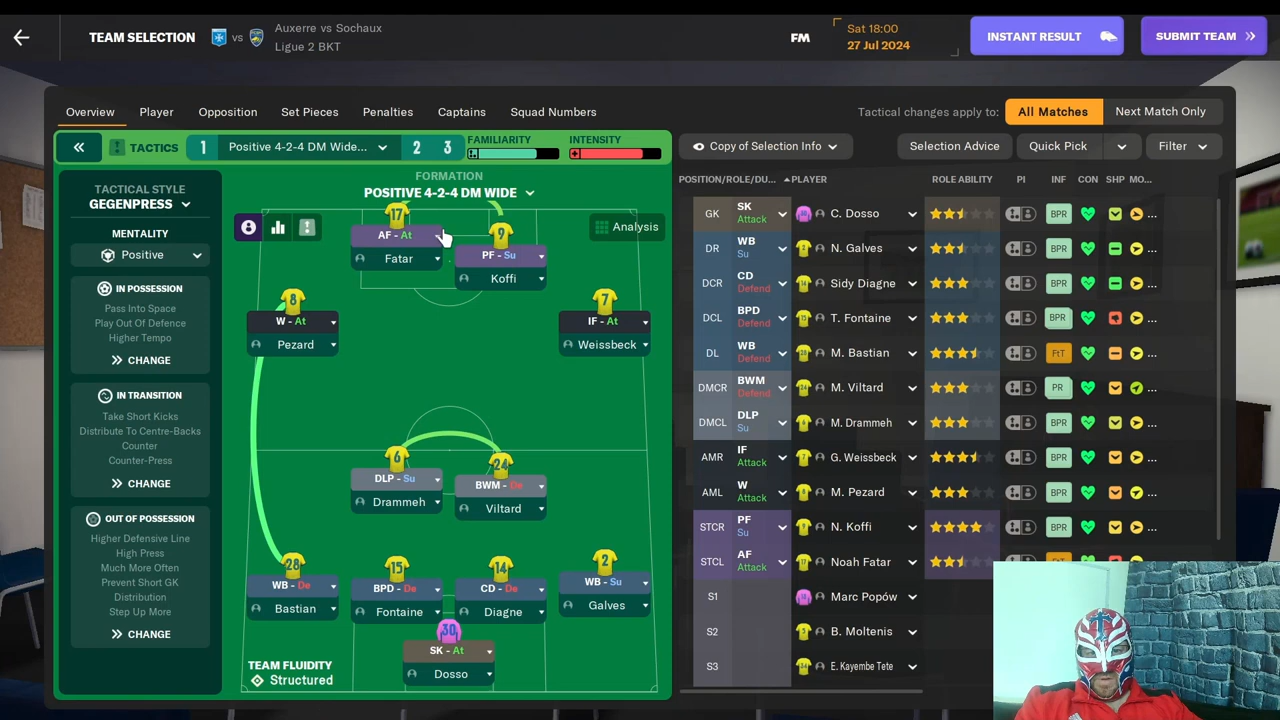 TEAM SELECTION
vs
Auxerre vs Sochaux
Ligue 2 BKT
FM
Sat 18:00
27 Jul 2024
INSTANT RESULT
SUBMIT TEAM
Overview
Player
Opposition
Set Pieces
Penalties
Captains
Squad Numbers
Tactical changes apply to:
All Matches
Next Match Only
TACTICS
1
Positive 4-2-4 DM Wide...
2
3
FAMILIARITY
INTENSITY
Copy of Selection Info
Selection Advice
Quick Pick
Filter
TACTICAL STYLE
GEGENPRESS
MENTALITY
Positive
IN POSSESSION
Pass Into Space
Play Out Of Defence
Higher Tempo
CHANGE
IN TRANSITION
Take Short Kicks
Distribute To Centre-Backs
Counter
Counter-Press
CHANGE
OUT OF POSSESSION
Higher Defensive Line
High Press
Much More Often
Prevent Short GK
Distribution
Step Up More
CHANGE
FORMATION
POSITIVE 4-2-4 DM WIDE
Analysis
17
AF - At
Fatar
9
PF - Su
Koffi
8
W - At
Pezard
7
IF - At
Weissbeck
6
DLP - Su
Drammeh
24
BWM - De
Viltard
28
WB - De
Bastian
15
BPD - De
Fontaine
14
CD - De
Diagne
2
WB - Su
Galves
30
SK - At
Dosso
TEAM FLUIDITY
Structured
POSITION/ROLE/DU... PLAYER ROLE ABILITY PI INF CON SHP MO...
GK SK Attack C. Dosso BPR ...
DR WB Su N. Galves BPR ...
DCR CD Defend Sidy Diagne BPR ...
DCL BPD Defend T. Fontaine BPR ...
DL WB Defend M. Bastian FtT ...
DMCR BWM Defend M. Viltard PR ...
DMCL DLP Su M. Drammeh BPR ...
AMR IF Attack G. Weissbeck BPR ...
AML W Attack M. Pezard BPR ...
STCR PF Su N. Koffi BPR ...
STCL AF Attack Noah Fatar
S1 Marc Popów
S2 B. Moltenis
S3 E. Kayembe Tete